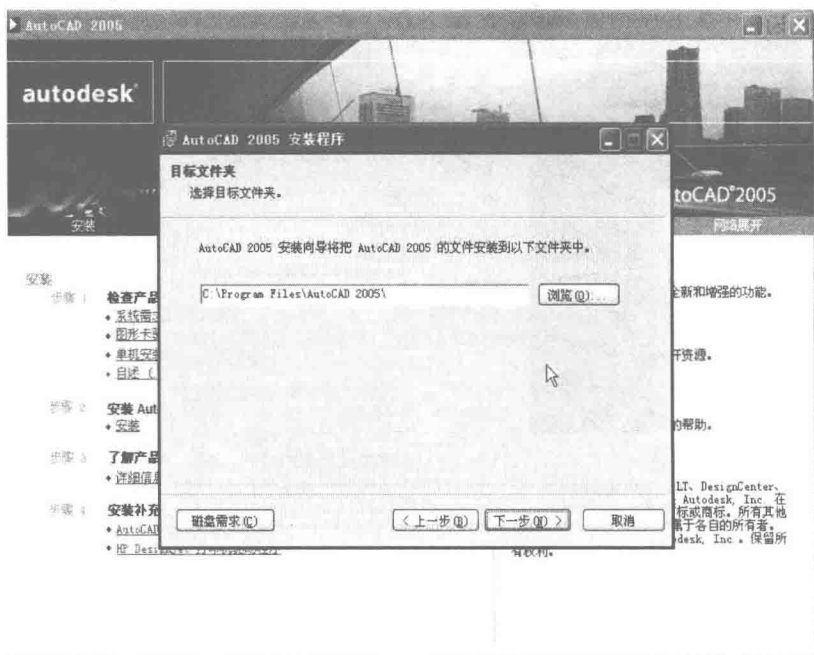 AutoCAD 2005
autodesk
AutoCAD 2005 安装程序
目标文件夹
选择目标文件夹。
toCAD 2005
安装
网络展开
AutoCAD 2005 安装向导将把 AutoCAD 2005 的文件安装到以下文件夹中。
C:\Program Files\AutoCAD 2005\
浏览(O)...
安装
步骤 1 检查产品
全新和增强的功能。
系统需
图形卡
单机安
开资源。
自述(
步骤 2 安装 Aut
安装
的帮助。
步骤 3 了解产品
详细信息
LT、DesignCenter、
Autodesk, Inc. 在
步骤 4 安装补充
标或商标。所有其他
属于各自的所有者。
AutoCAD
desk, Inc。保留所
HP Desi
有权利。
磁盘需求(C)
<上一步(B)
下一步(N)>
取消